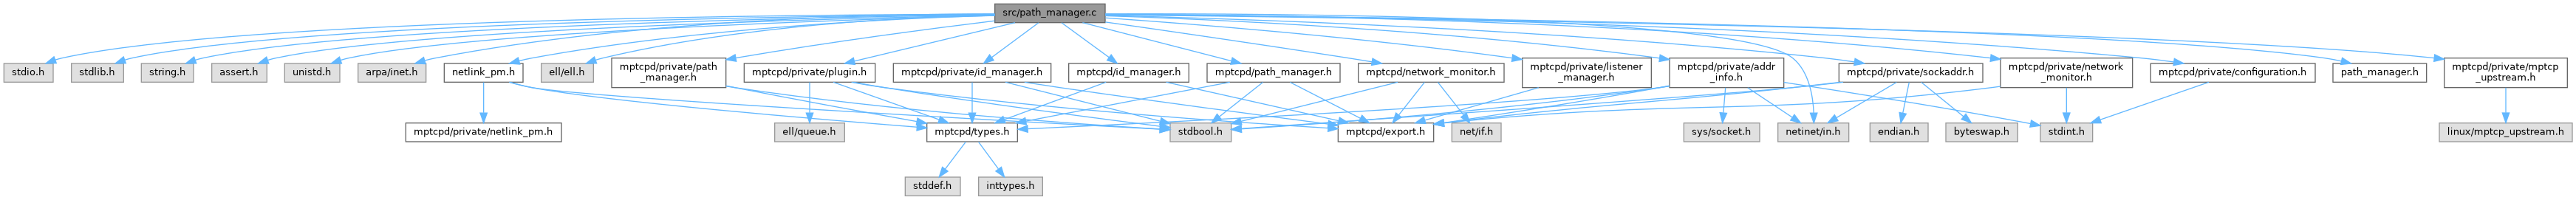 src/path_manager.c
stdio.h
stdlib.h
string.h
assert.h
unistd.h
arpa/inet.h
netlink_pm.h
ell/ell.h
mptcpd/private/path
_manager.h
mptcpd/private/plugin.h
mptcpd/private/id_manager.h
mptcpd/id_manager.h
mptcpd/path_manager.h
mptcpd/network_monitor.h
mptcpd/private/listener
_manager.h
mptcpd/private/addr
_info.h
mptcpd/private/sockaddr.h
mptcpd/private/network
_monitor.h
mptcpd/private/configuration.h
path_manager.h
mptcpd/private/mptcp
_upstream.h
mptcpd/private/netlink_pm.h
ell/queue.h
mptcpd/types.h
stdbool.h
mptcpd/export.h
net/if.h
sys/socket.h
netinet/in.h
endian.h
byteswap.h
stdint.h
linux/mptcp_upstream.h
stddef.h
inttypes.h